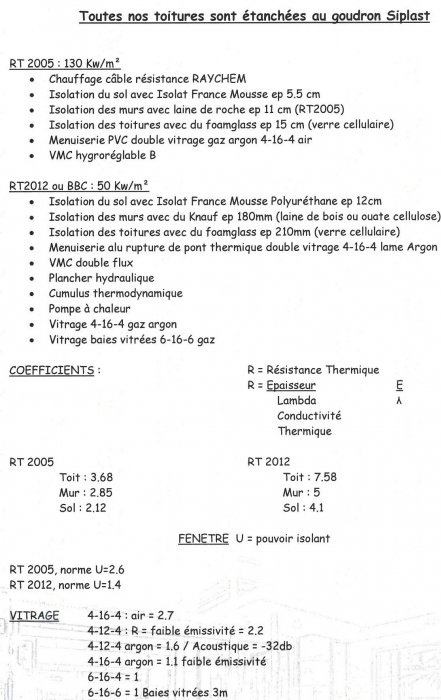 Toutes nos toitures sont étanchées au goudron Siplast
RT 2005 : 130 Kw/m²
• Chauffage câble résistance RAYCHEM
• Isolation du sol avec Isolat France Mousse ep 5.5 cm
• Isolation des murs avec laine de roche ep 11 cm (RT2005)
• Isolation des toitures avec du foamglass ep 15 cm (verre cellulaire)
• Menuiserie PVC double vitrage gaz argon 4-16-4 air
• VMC hygroréglable B
RT2012 ou BBC : 50 Kw/m²
• Isolation du sol avec Isolat France Mousse Polyuréthane ep 12cm
• Isolation des murs avec du Knauf ep 180mm (laine de bois ou ouate cellulose)
• Isolation des toitures avec du foamglass ep 210mm (verre cellulaire)
• Menuiserie alu rupture de pont thermique double vitrage 4-16-4 lame Argon
• VMC double flux
• Plancher hydraulique
• Cumulus thermodynamique
• Pompe à chaleur
• Vitrage 4-16-4 gaz argon
• Vitrage baies vitrées 6-16-6 gaz
COEFFICIENTS : R = Résistance Thermique
R = Epaisseur E
Lambda λ
Conductivité
Thermique
RT 2005 RT 2012
Toit : 3.68 Toit : 7.58
Mur : 2.85 Mur : 5
Sol : 2.12 Sol : 4.1
FENETRE U = pouvoir isolant
RT 2005, norme U=2.6
RT 2012, norme U=1.4
VITRAGE 4-16-4 : air = 2.7
4-12-4 : R = faible émissivité = 2.2
4-12-4 argon = 1.6 / Acoustique = -32db
4-16-4 argon = 1.1 faible émissivité
6-16-4 = 1
6-16-6 = 1 Baies vitrées 3m